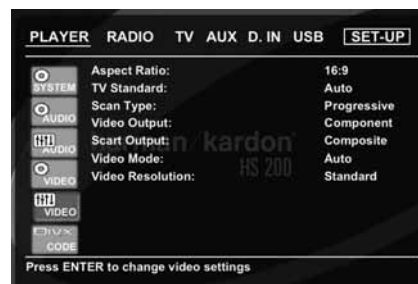 PLAYER RADIO TV AUX D. IN USB SET-UP
SYSTEM
AUDIO
AUDIO
VIDEO
VIDEO
DIVX CODE
Aspect Ratio: 16:9
TV Standard: Auto
Scan Type: Progressive
Video Output: Component
Scart Output: Composite
Video Mode: Auto
Video Resolution: Standard
harman / kardon
HS 200
Press ENTER to change video settings